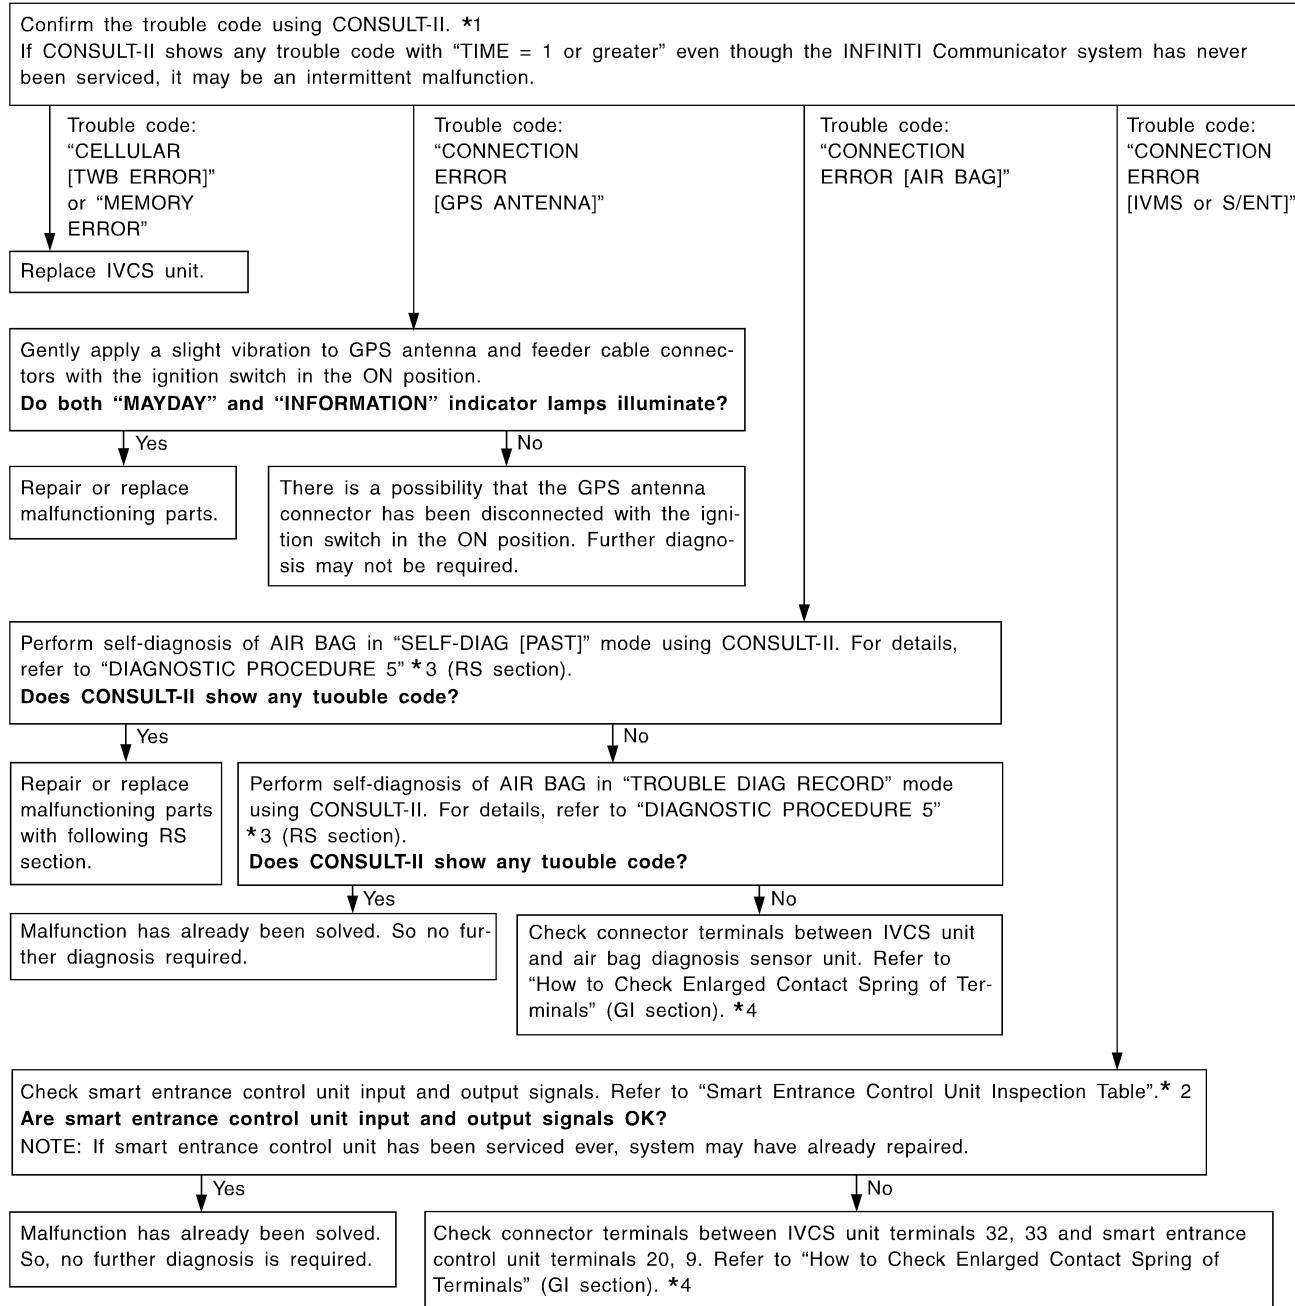 Confirm the trouble code using CONSULT-II. *1
If CONSULT-II shows any trouble code with “TIME = 1 or greater” even though the INFINITI Communicator system has never
been serviced, it may be an intermittent malfunction.
Trouble code:
“CELLULAR
[TWB ERROR]”
or “MEMORY
ERROR”
Trouble code:
“CONNECTION
ERROR
[GPS ANTENNA]”
Trouble code:
“CONNECTION
ERROR [AIR BAG]”
Trouble code:
“CONNECTION
ERROR
[IVMS or S/ENT]”
Replace IVCS unit.
Gently apply a slight vibration to GPS antenna and feeder cable connec-
tors with the ignition switch in the ON position.
Do both “MAYDAY” and “INFORMATION” indicator lamps illuminate?
Yes
No
Repair or replace
malfunctioning parts.
There is a possibility that the GPS antenna
connector has been disconnected with the igni-
tion switch in the ON position. Further diagno-
sis may not be required.
Perform self-diagnosis of AIR BAG in “SELF-DIAG [PAST]” mode using CONSULT-II. For details,
refer to “DIAGNOSTIC PROCEDURE 5” *3 (RS section).
Does CONSULT-II show any tuouble code?
Yes
No
Repair or replace
malfunctioning parts
with following RS
section.
Perform self-diagnosis of AIR BAG in “TROUBLE DIAG RECORD” mode
using CONSULT-II. For details, refer to “DIAGNOSTIC PROCEDURE 5”
*3 (RS section).
Does CONSULT-II show any tuouble code?
Yes
No
Malfunction has already been solved. So no fur-
ther diagnosis required.
Check connector terminals between IVCS unit
and air bag diagnosis sensor unit. Refer to
“How to Check Enlarged Contact Spring of Ter-
minals” (GI section). *4
Check smart entrance control unit input and output signals. Refer to “Smart Entrance Control Unit Inspection Table”.* 2
Are smart entrance control unit input and output signals OK?
NOTE: If smart entrance control unit has been serviced ever, system may have already repaired.
Yes
No
Malfunction has already been solved.
So, no further diagnosis is required.
Check connector terminals between IVCS unit terminals 32, 33 and smart entrance
control unit terminals 20, 9. Refer to “How to Check Enlarged Contact Spring of
Terminals” (GI section). *4